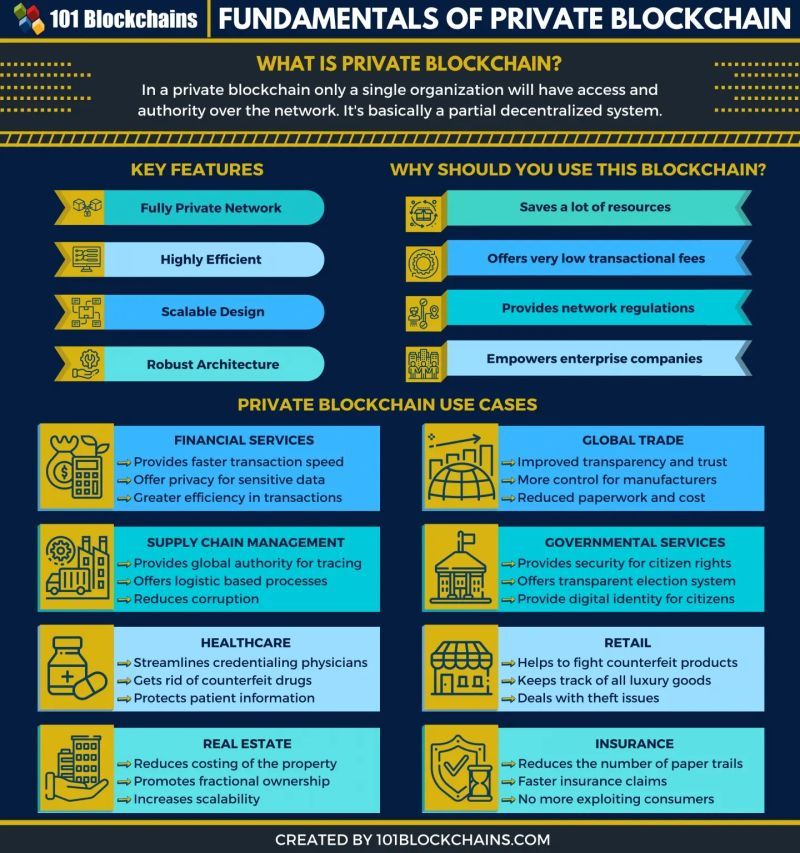 101 Blockchains
FUNDAMENTALS OF PRIVATE BLOCKCHAIN
WHAT IS PRIVATE BLOCKCHAIN?
In a private blockchain only a single organization will have access and
authority over the network. It's basically a partial decentralized system.
KEY FEATURES
Fully Private Network
Highly Efficient
Scalable Design
Robust Architecture
WHY SHOULD YOU USE THIS BLOCKCHAIN?
Saves a lot of resources
Offers very low transactional fees
Provides network regulations
Empowers enterprise companies
PRIVATE BLOCKCHAIN USE CASES
FINANCIAL SERVICES
Provides faster transaction speed
Offer privacy for sensitive data
Greater efficiency in transactions
GLOBAL TRADE
Improved transparency and trust
More control for manufacturers
Reduced paperwork and cost
SUPPLY CHAIN MANAGEMENT
Provides global authority for tracing
Offers logistic based processes
Reduces corruption
GOVERNMENTAL SERVICES
Provides security for citizen rights
Offers transparent election system
Provide digital identity for citizens
HEALTHCARE
Streamlines credentialing physicians
Gets rid of counterfeit drugs
Protects patient information
RETAIL
Helps to fight counterfeit products
Keeps track of all luxury goods
Deals with theft issues
REAL ESTATE
Reduces costing of the property
Promotes fractional ownership
Increases scalability
INSURANCE
Reduces the number of paper trails
Faster insurance claims
No more exploiting consumers
CREATED BY 101BLOCKCHAINS.COM